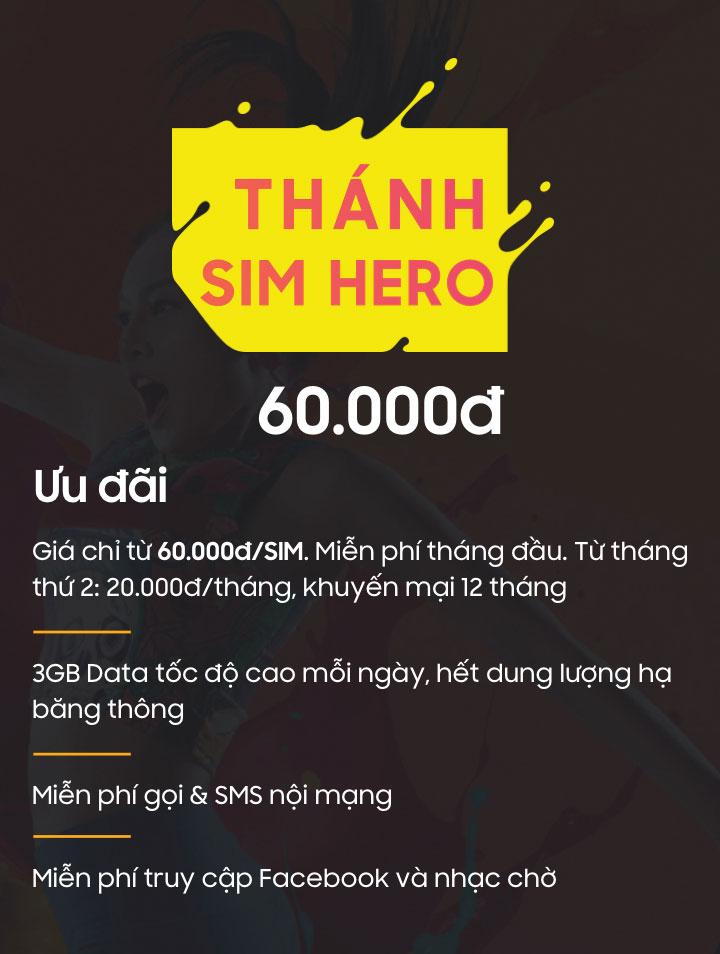 THÁNH
SIM HERO
60.000đ
Ưu đãi
Giá chỉ từ 60.000đ/SIM. Miễn phí tháng đầu. Từ tháng
thứ 2: 20.000đ/tháng, khuyến mại 12 tháng
3GB Data tốc độ cao mỗi ngày, hết dung lượng hạ
băng thông
Miễn phí gọi & SMS nội mạng
Miễn phí truy cập Facebook và nhạc chờ